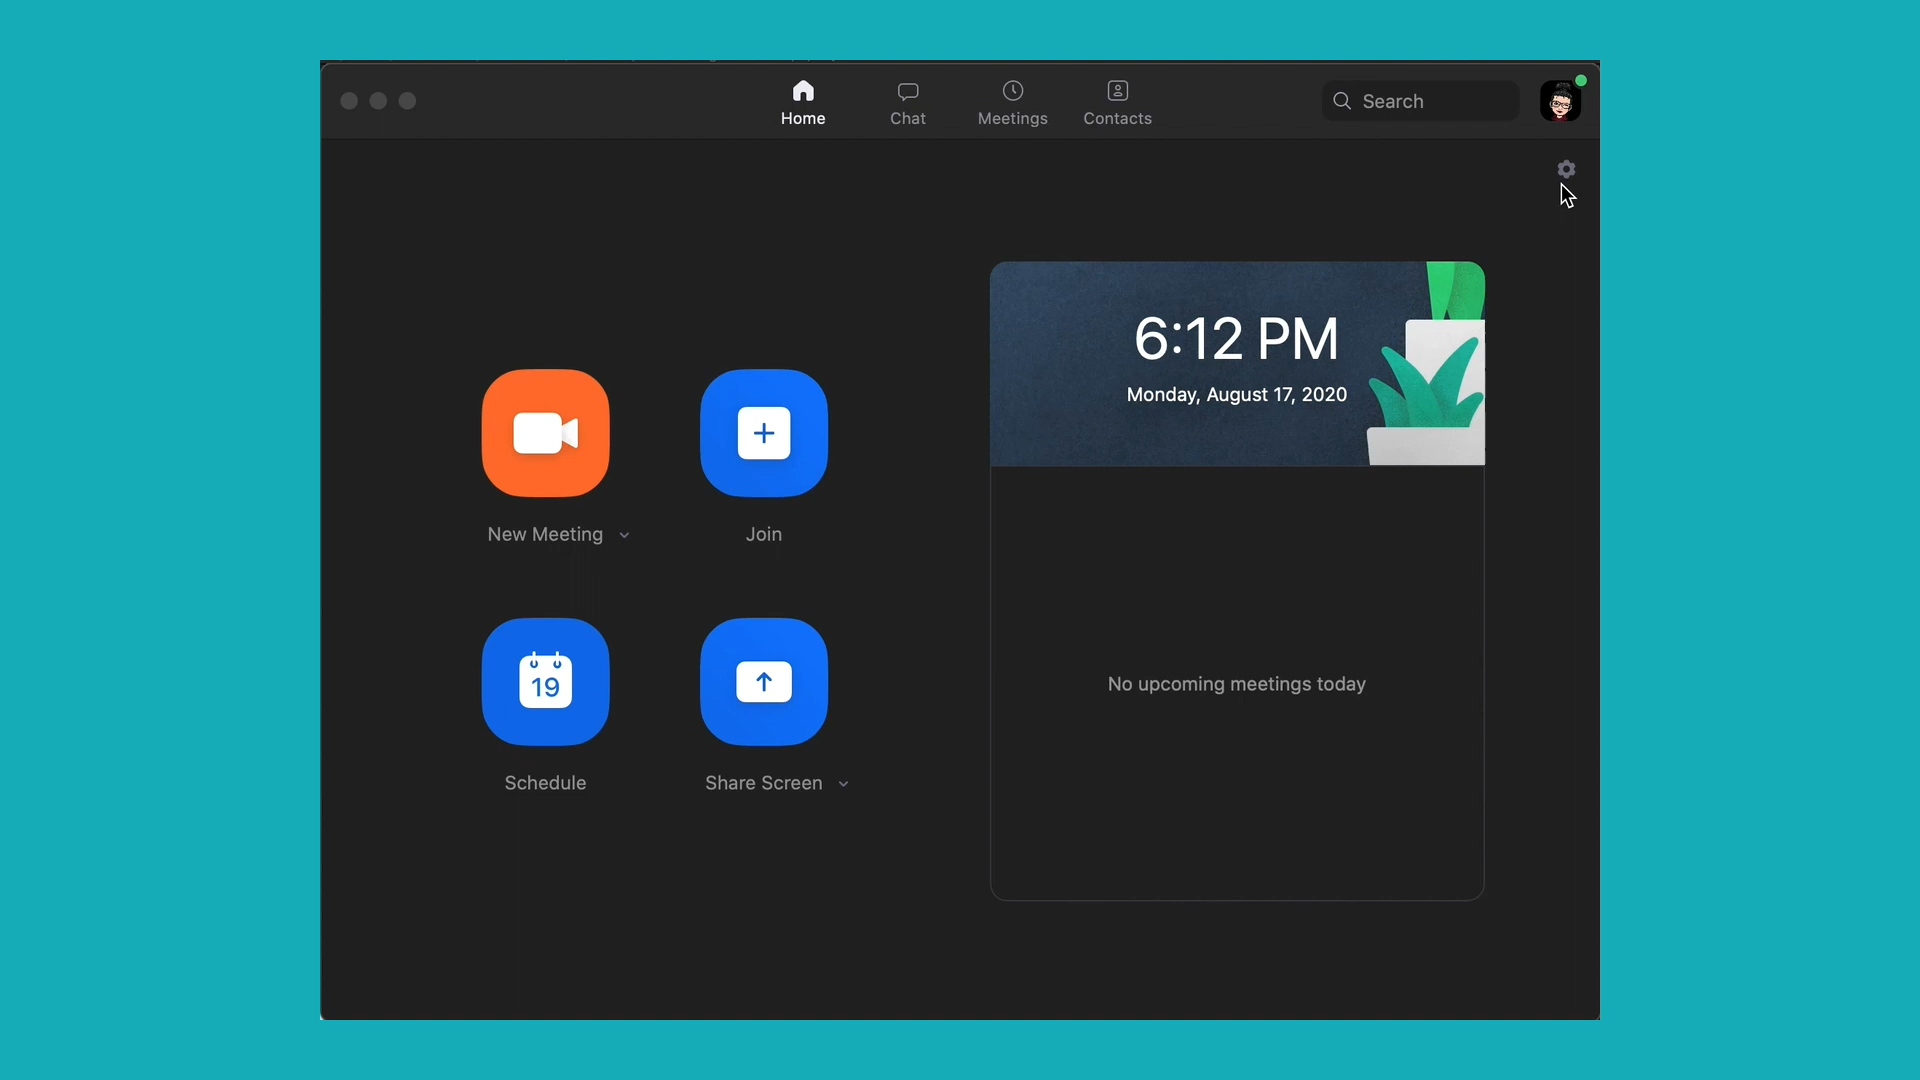 Home
Chat
Meetings
Contacts
Search
6:12 PM
Monday, August 17, 2020
New Meeting
Join
19
Schedule
Share Screen
No upcoming meetings today